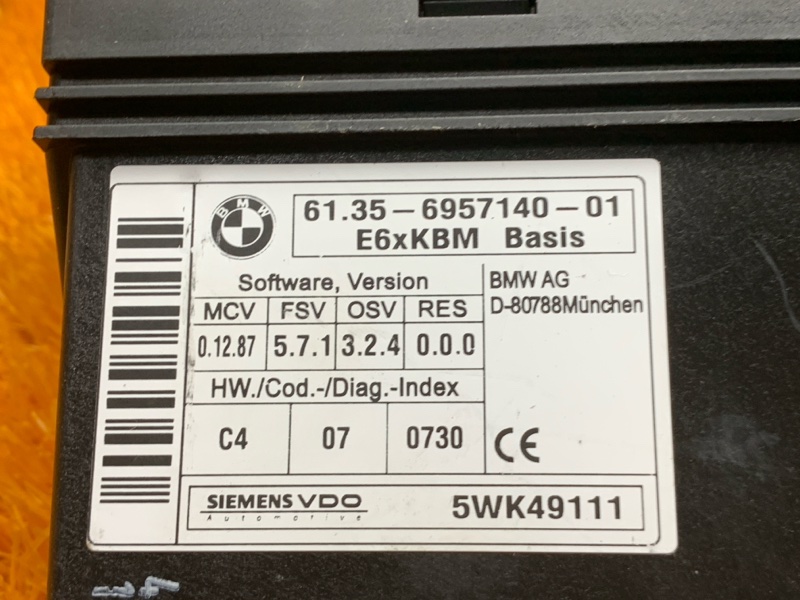 BMW
61.35-6957140-01
E6xKBM Basis
Software, Version
MCV FSV OSV RES
0.12.87 5.7.1 3.2.4 0.0.0
BMW AG
D-80788München
HW./Cod.-/Diag.-Index
C4 07 0730
CE
SIEMENS VDO
Automotive
5WK49111